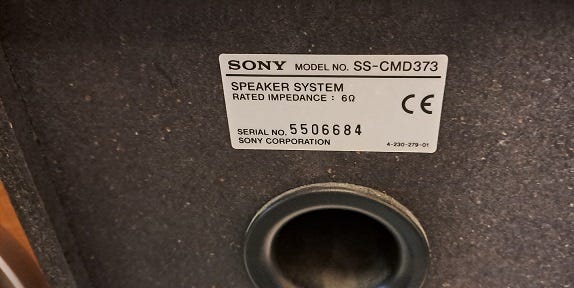 SONY MODEL NO. SS-CMD373
SPEAKER SYSTEM
RATED IMPEDANCE : 6Ω
CE
SERIAL NO. 5506684
SONY CORPORATION 4-230-279-01